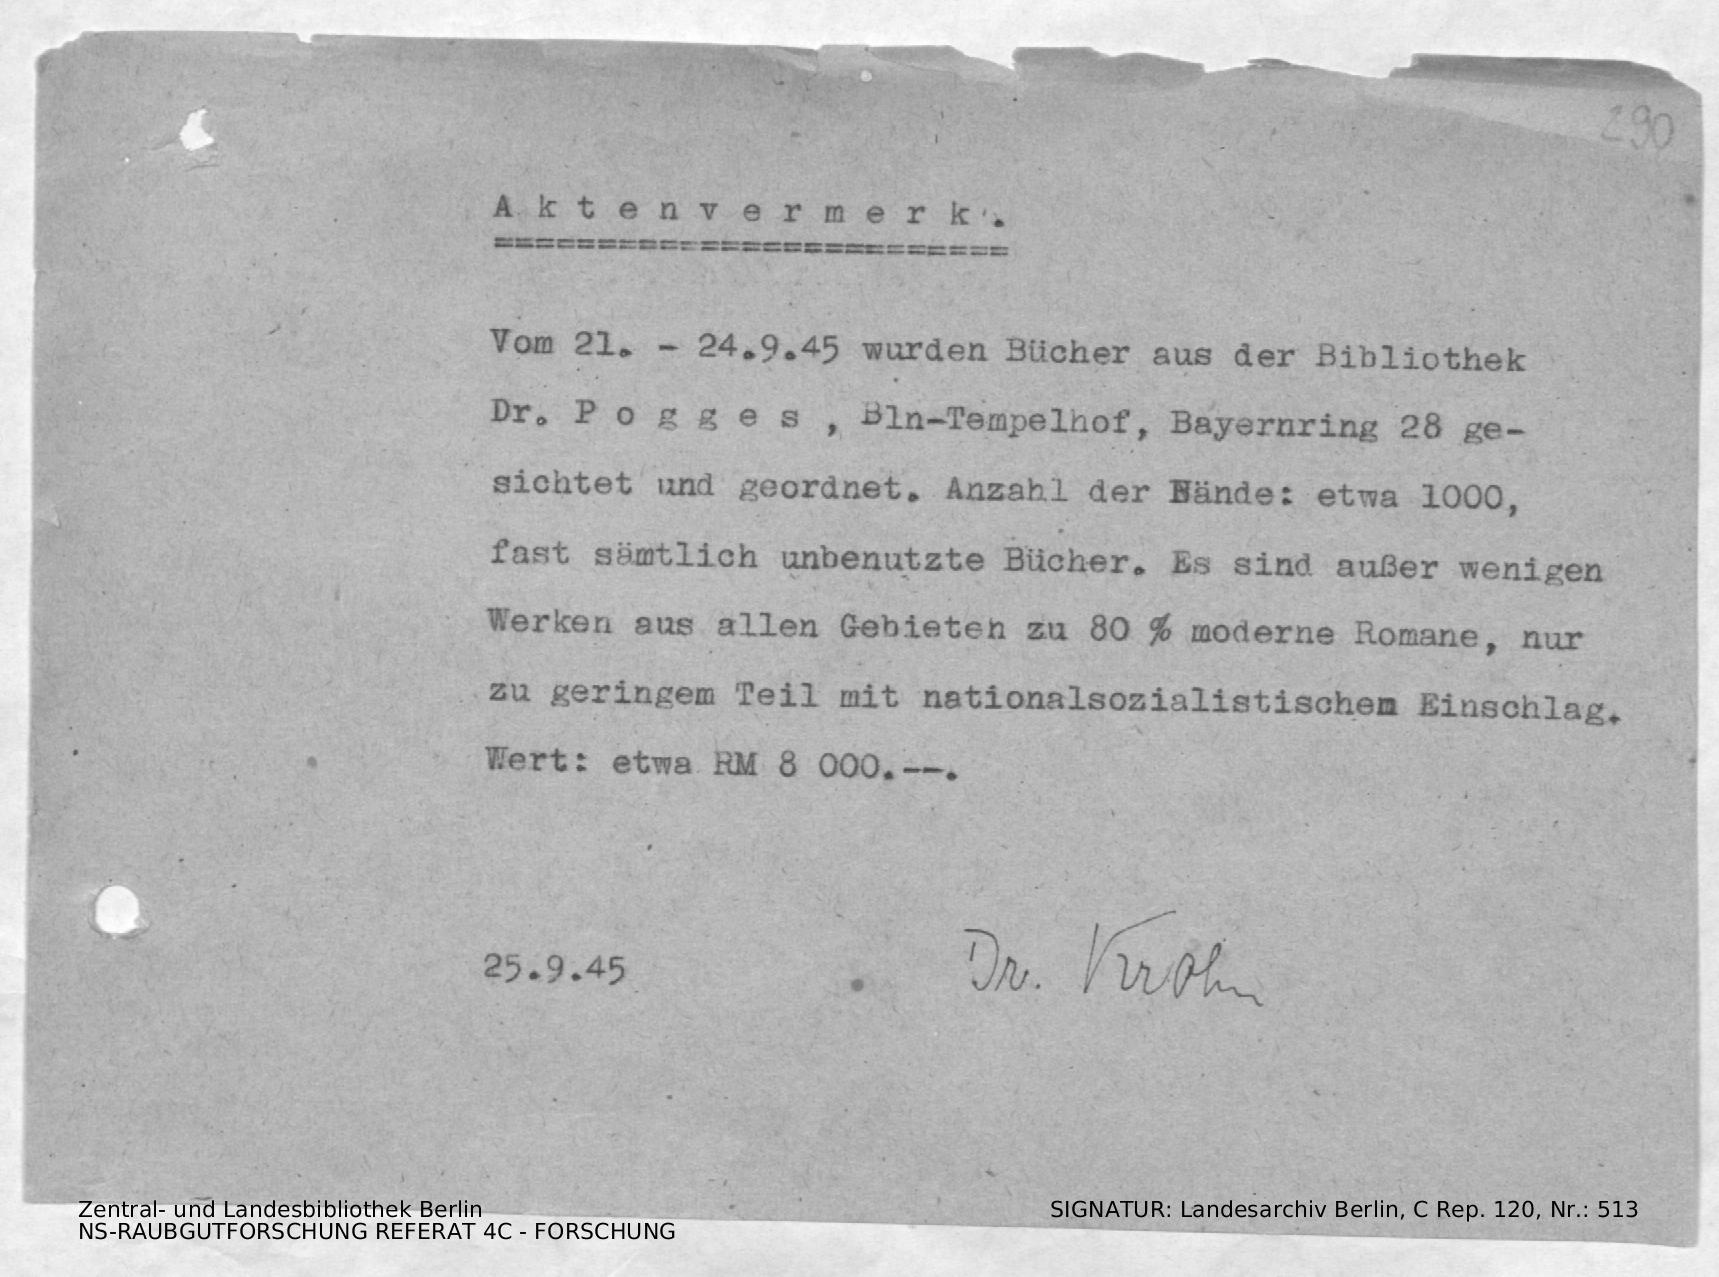 290
A k t e n v e r m e r k .
=========================
Vom 21. - 24.9.45 wurden Bücher aus der Bibliothek
Dr. P o g g e s , Bln-Tempelhof, Bayernring 28 ge-
sichtet und geordnet. Anzahl der Bände: etwa 1000,
fast sämtlich unbenutzte Bücher. Es sind außer wenigen
Werken aus allen Gebieten zu 80 % moderne Romane, nur
zu geringem Teil mit nationalsozialistischem Einschlag.
Wert: etwa RM 8 000.--.
25.9.45 Dr. Krohn
Zentral- und Landesbibliothek Berlin
NS-RAUBGUTFORSCHUNG REFERAT 4C - FORSCHUNG
SIGNATUR: Landesarchiv Berlin, C Rep. 120, Nr.: 513